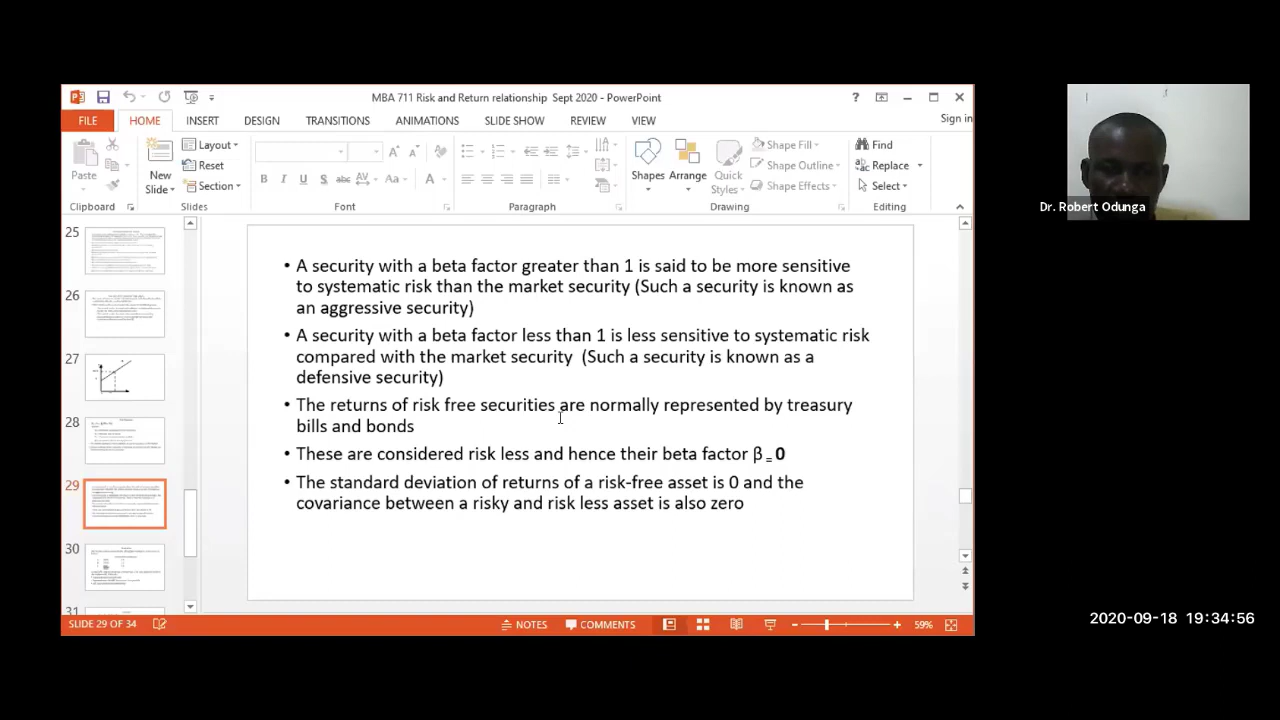 MBA 711 Risk and Return relationship Sept 2020 - PowerPoint
?
FILE
HOME
INSERT
DESIGN
TRANSITIONS
ANIMATIONS
SLIDE SHOW
REVIEW
VIEW
Sign in
Paste
New Slide
Layout
Reset
Section
B I U S abc AV Aa A
Shapes
Arrange
Quick Styles
Shape Fill
Shape Outline
Shape Effects
Find
Replace
Select
Clipboard
Slides
Font
Paragraph
Drawing
Editing
25
26
27
28
29
30
31
• A security with a beta factor greater than 1 is said to be more sensitive
to systematic risk than the market security (Such a security is known as
an aggressive security)
• A security with a beta factor less than 1 is less sensitive to systematic risk
compared with the market security (Such a security is known as a
defensive security)
• The returns of risk free securities are normally represented by treasury
bills and bonds
• These are considered risk less and hence their beta factor β = 0
• The standard deviation of returns of a risk-free asset is 0 and the
covariance between a risky and risk less asset is also zero
SLIDE 29 OF 34
NOTES
COMMENTS
59%
Dr. Robert Odunga
2020-09-18 19:34:56